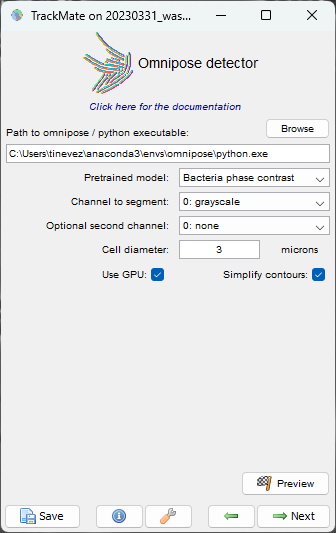 TrackMate on 20230331_was...
Omnipose detector
Click here for the documentation
Path to omnipose / python executable:
Browse
C:\Users\tinevez\anaconda3\envs\omnipose\python.exe
Pretrained model: Bacteria phase contrast
Channel to segment: 0: grayscale
Optional second channel: 0: none
Cell diameter: 3 microns
Use GPU: Simplify contours:
Preview
Save Next